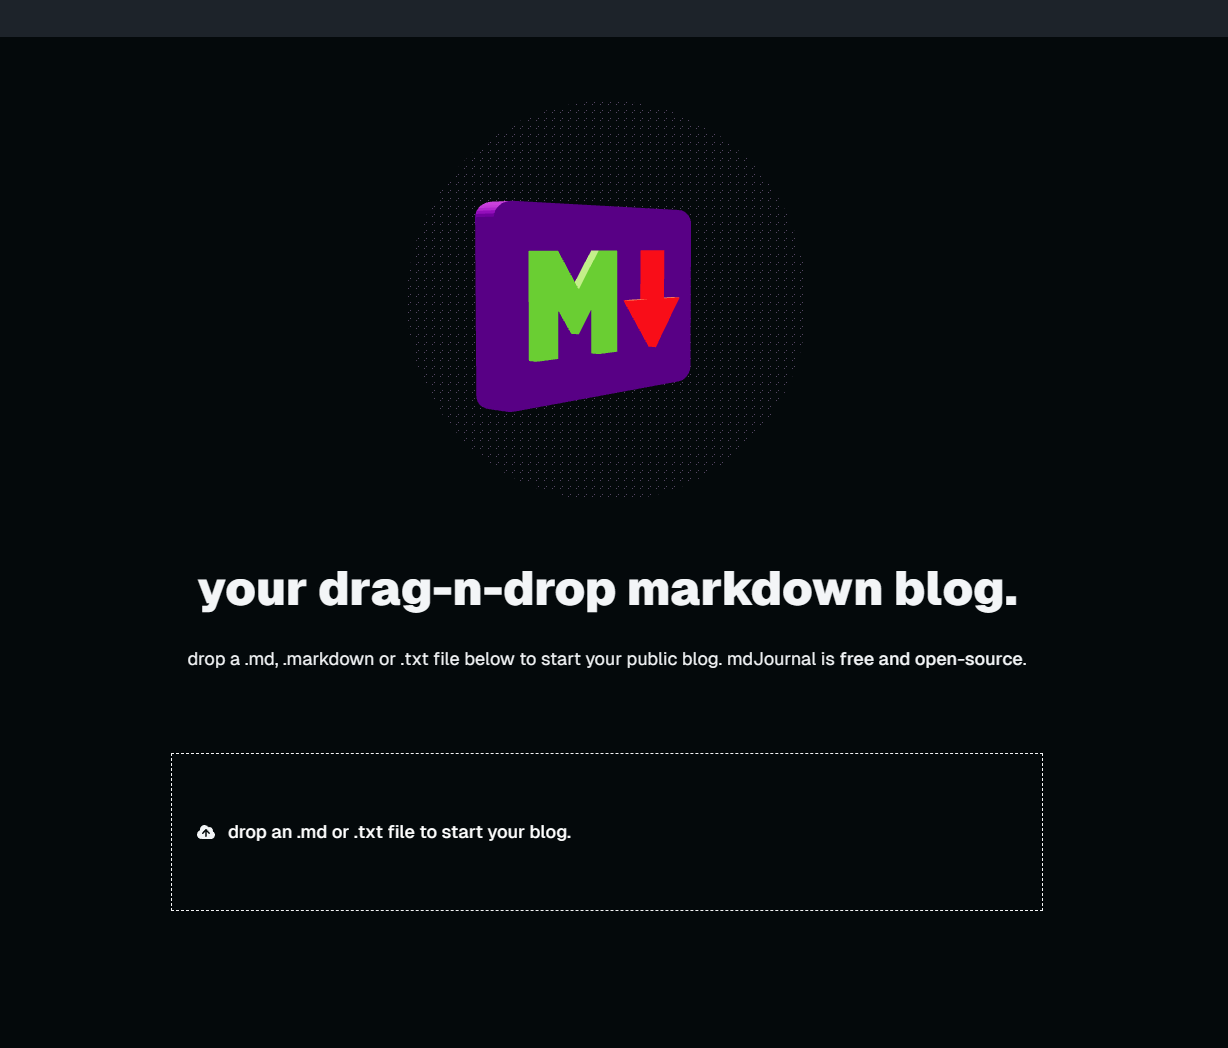 M
your drag-n-drop markdown blog.
drop a .md, .markdown or .txt file below to start your public blog. mdJournal is free and open-source.
drop an .md or .txt file to start your blog.